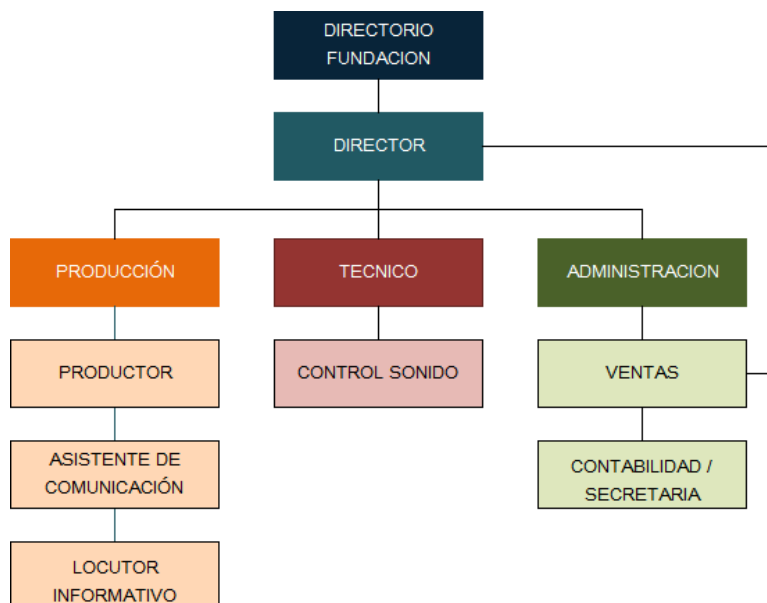 DIRECTORIO
FUNDACION
DIRECTOR
PRODUCCIÓN
TECNICO
ADMINISTRACION
PRODUCTOR
CONTROL SONIDO
VENTAS
ASISTENTE DE
COMUNICACIÓN
CONTABILIDAD /
SECRETARIA
LOCUTOR
INFORMATIVO